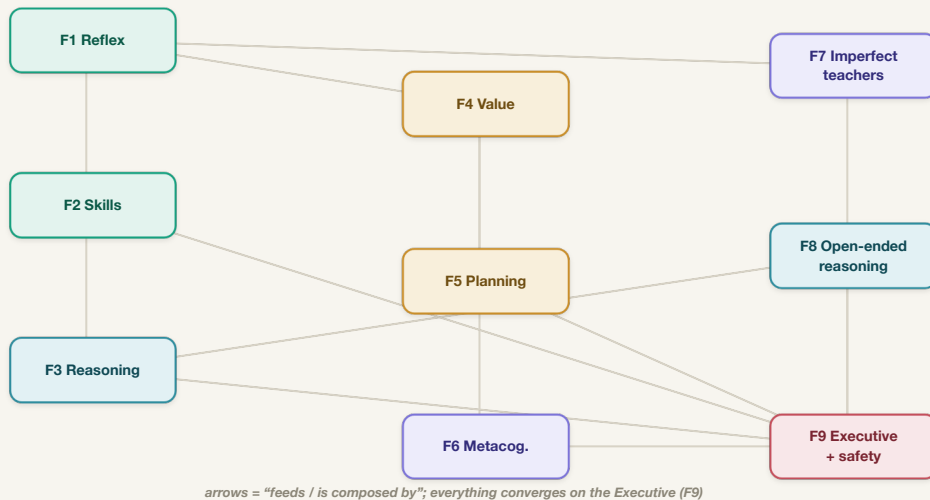 F1 Reflex
F7 Imperfect
teachers
F4 Value
F2 Skills
F8 Open-ended
reasoning
F5 Planning
F3 Reasoning
F6 Metacog.
F9 Executive
+ safety
arrows = “feeds / is composed by”; everything converges on the Executive (F9)